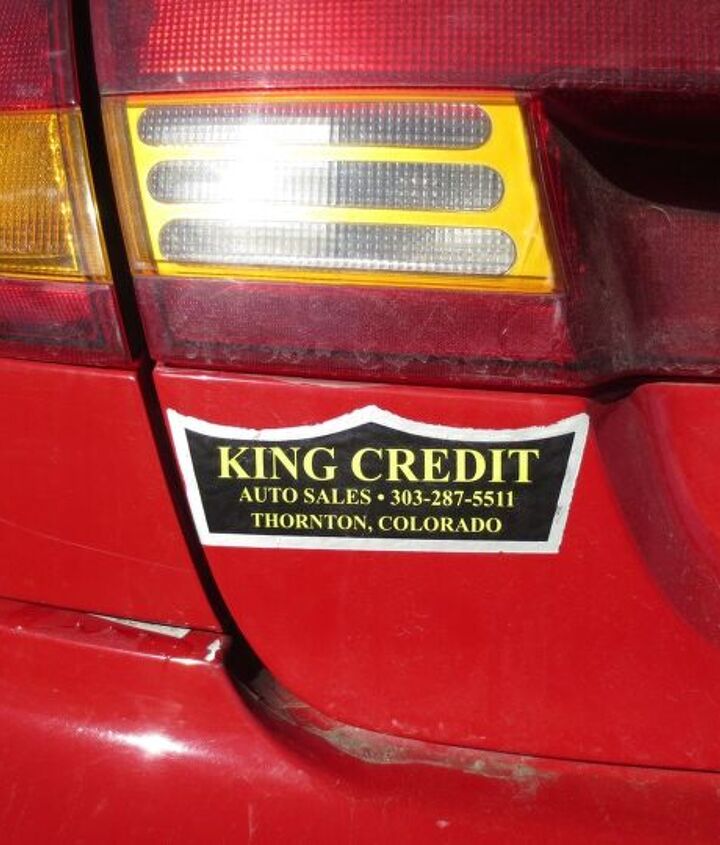 KING CREDIT
AUTO SALES • 303-287-5511
THORNTON, COLORADO